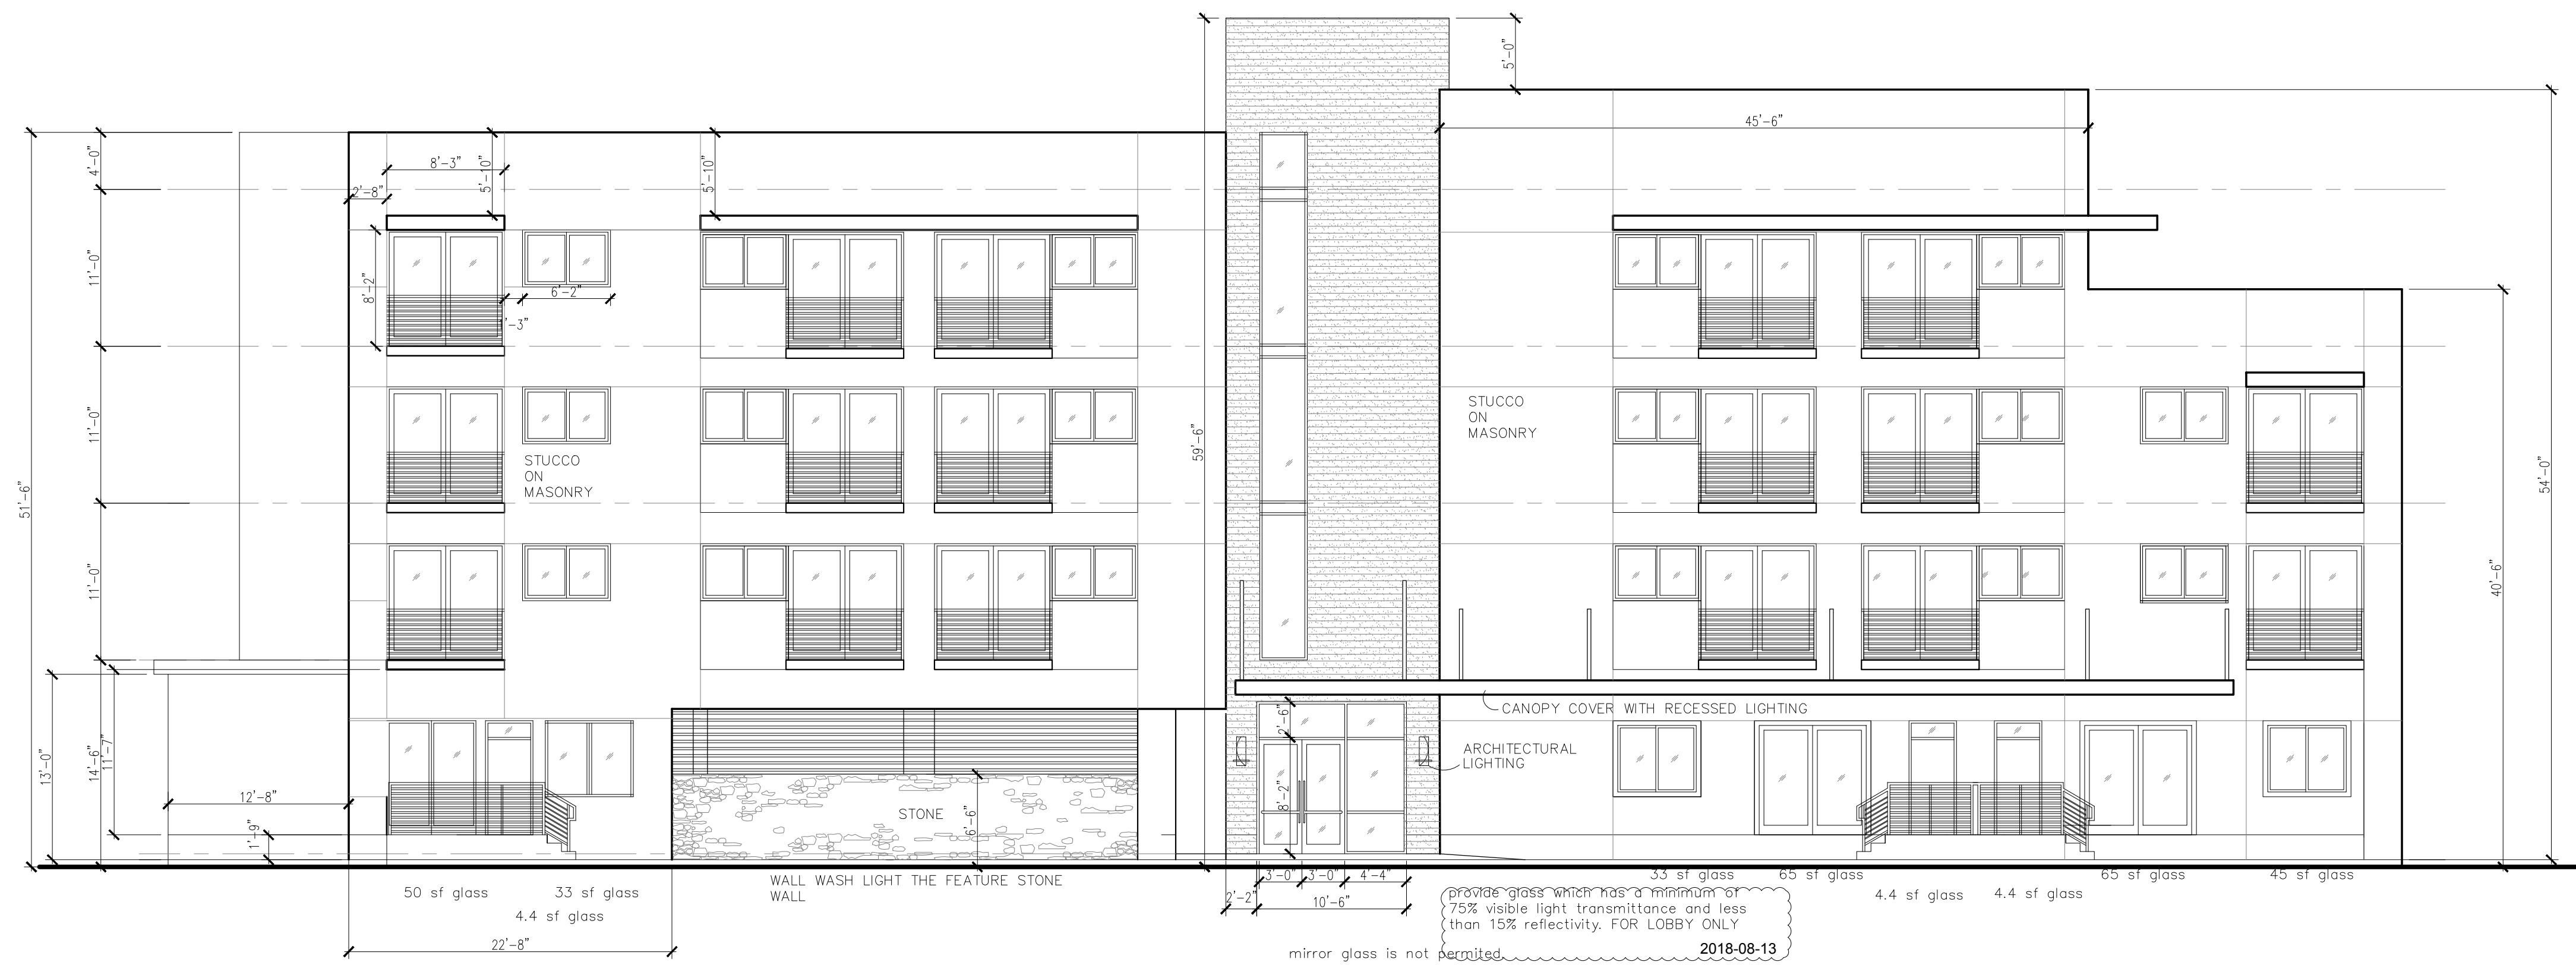 5'-0"
45'-6"
4'-0"
8'-3"
5'-10"
5'-10"
2'-8"
11'-0"
8'-2"
6'-2"
1'-3"
51'-6"
11'-0"
59'-6"
STUCCO
ON
MASONRY
STUCCO
ON
MASONRY
54'-0"
40'-6"
11'-0"
CANOPY COVER WITH RECESSED LIGHTING
2'-6"
ARCHITECTURAL
LIGHTING
13'-0"
14'-6"
11'-7"
12'-8"
8'-2"
STONE
6'-6"
1'-9"
WALL WASH LIGHT THE FEATURE STONE
WALL
3'-0" 3'-0" 4'-4"
2'-2" 10'-6"
33 sf glass 65 sf glass 65 sf glass 45 sf glass
4.4 sf glass 4.4 sf glass
50 sf glass 33 sf glass
4.4 sf glass
22'-8"
provide glass which has a minimum of
75% visible light transmittance and less
than 15% reflectivity. FOR LOBBY ONLY
2018-08-13
mirror glass is not permited.